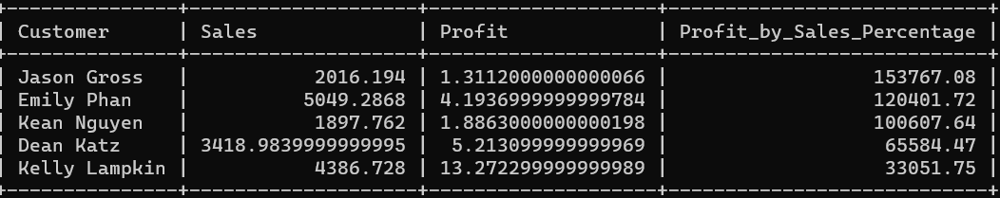 +----------------+--------------------+--------------------+----------------------------+
| Customer | Sales | Profit | Profit_by_Sales_Percentage |
+----------------+--------------------+--------------------+----------------------------+
| Jason Gross | 2016.194 | 1.3112000000000066 | 153767.08 |
| Emily Phan | 5049.2868 | 4.1936999999999784 | 120401.72 |
| Kean Nguyen | 1897.762 | 1.8863000000000198 | 100607.64 |
| Dean Katz | 3418.9839999999995 | 5.213099999999969 | 65584.47 |
| Kelly Lampkin | 4386.728 | 13.272299999999989 | 33051.75 |
+----------------+--------------------+--------------------+----------------------------+